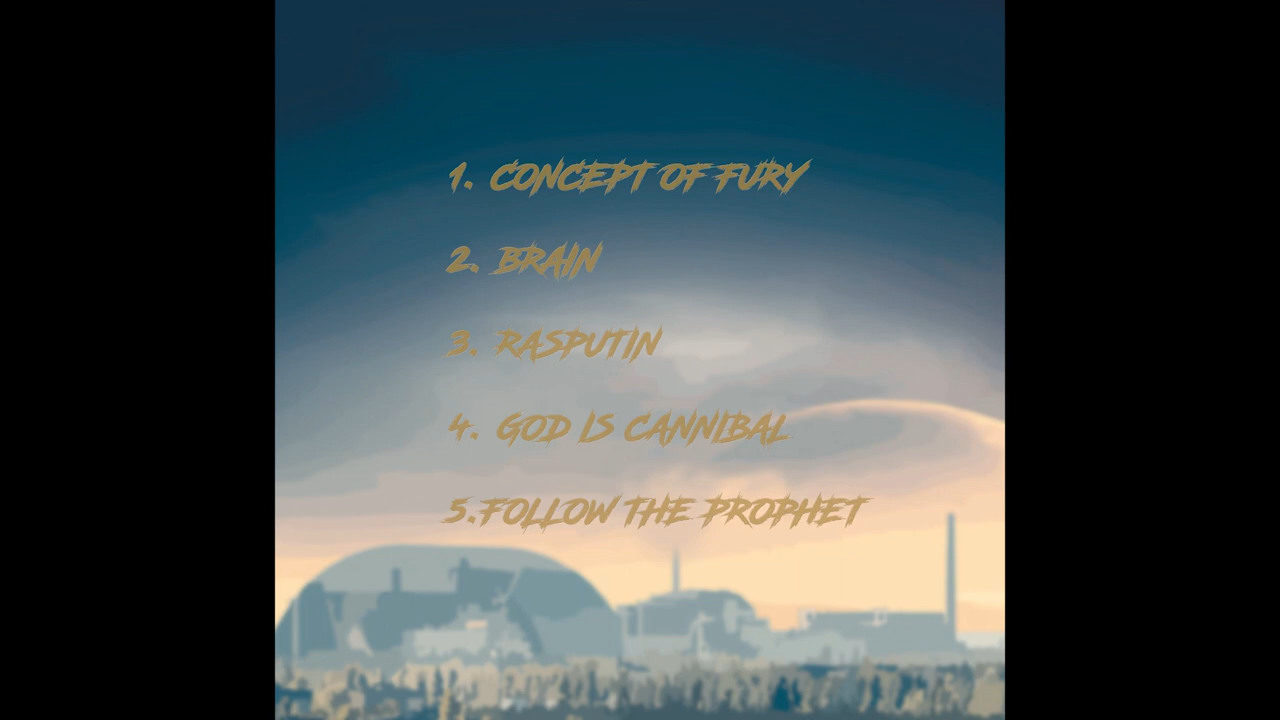 1. CONCEPT OF FURY
2. BRAIN
3. RASPUTIN
4. GOD IS CANNIBAL
5.FOLLOW THE PROPHET